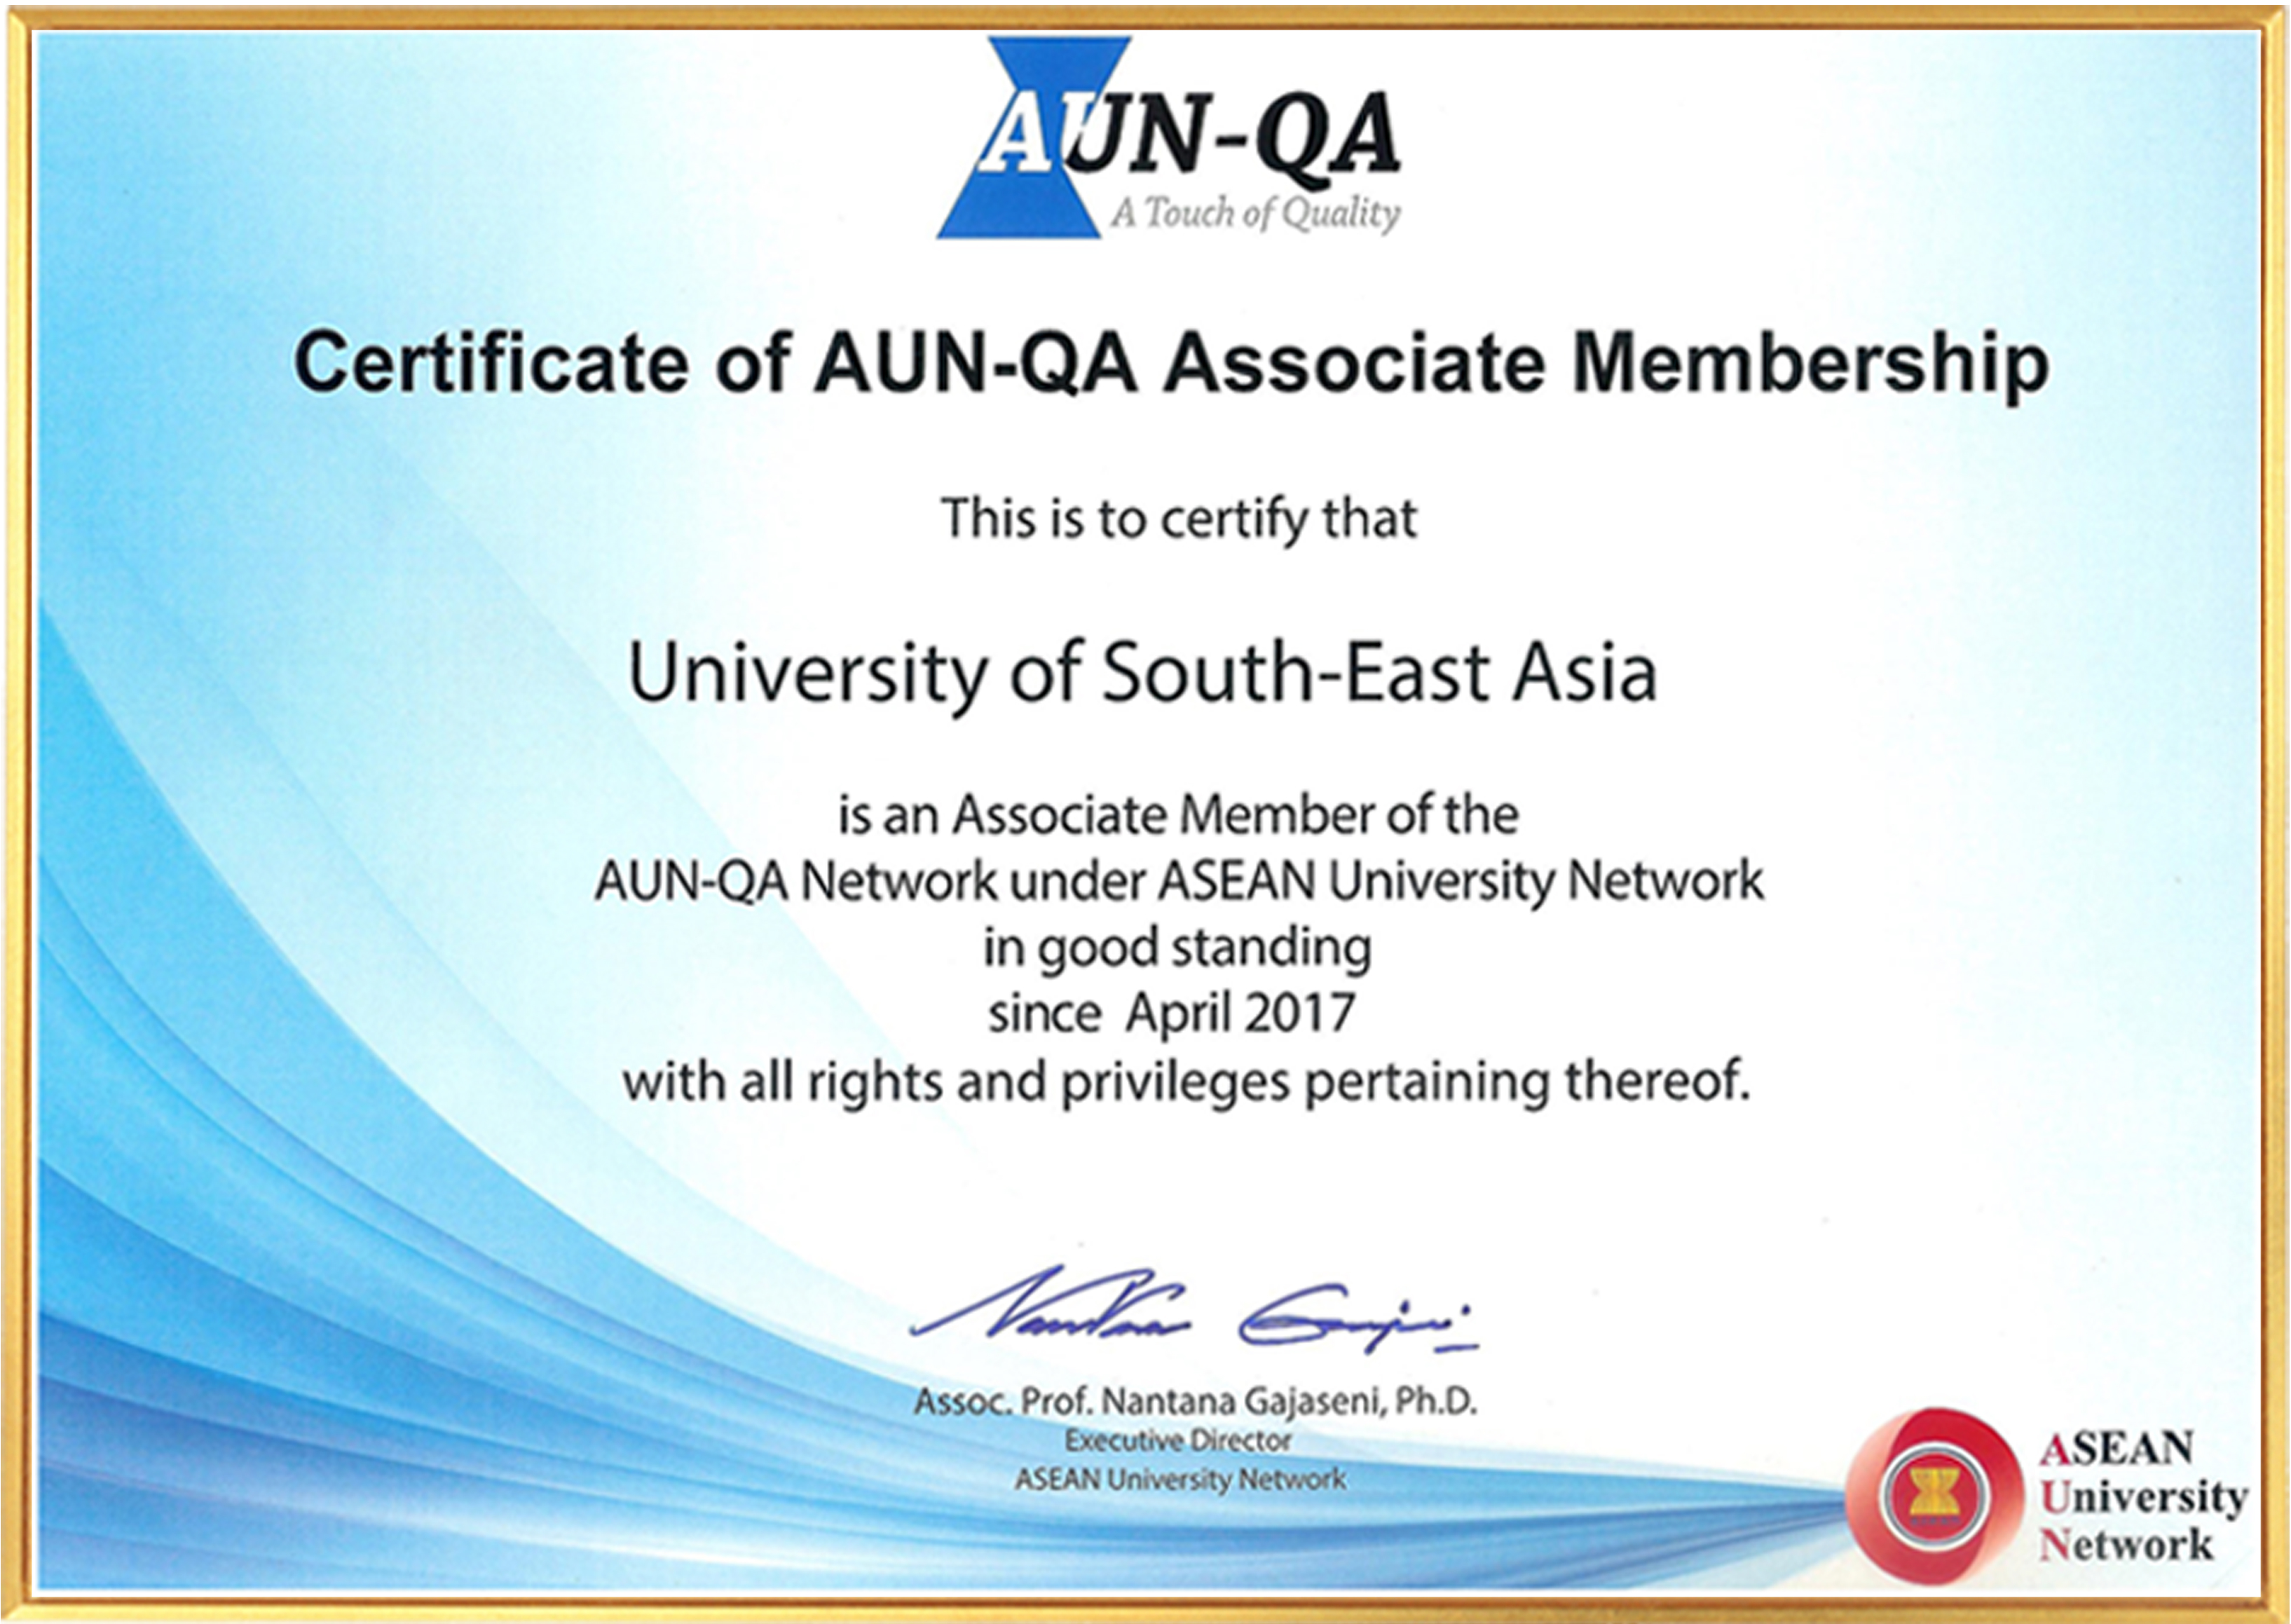 AUN-QA
A Touch of Quality
Certificate of AUN-QA Associate Membership
This is to certify that
University of South-East Asia
is an Associate Member of the
AUN-QA Network under ASEAN University Network
in good standing
since April 2017
with all rights and privileges pertaining thereof.
Nantana Gajaseni
Assoc. Prof. Nantana Gajaseni, Ph.D.
Executive Director
ASEAN University Network
ASEAN
University
Network